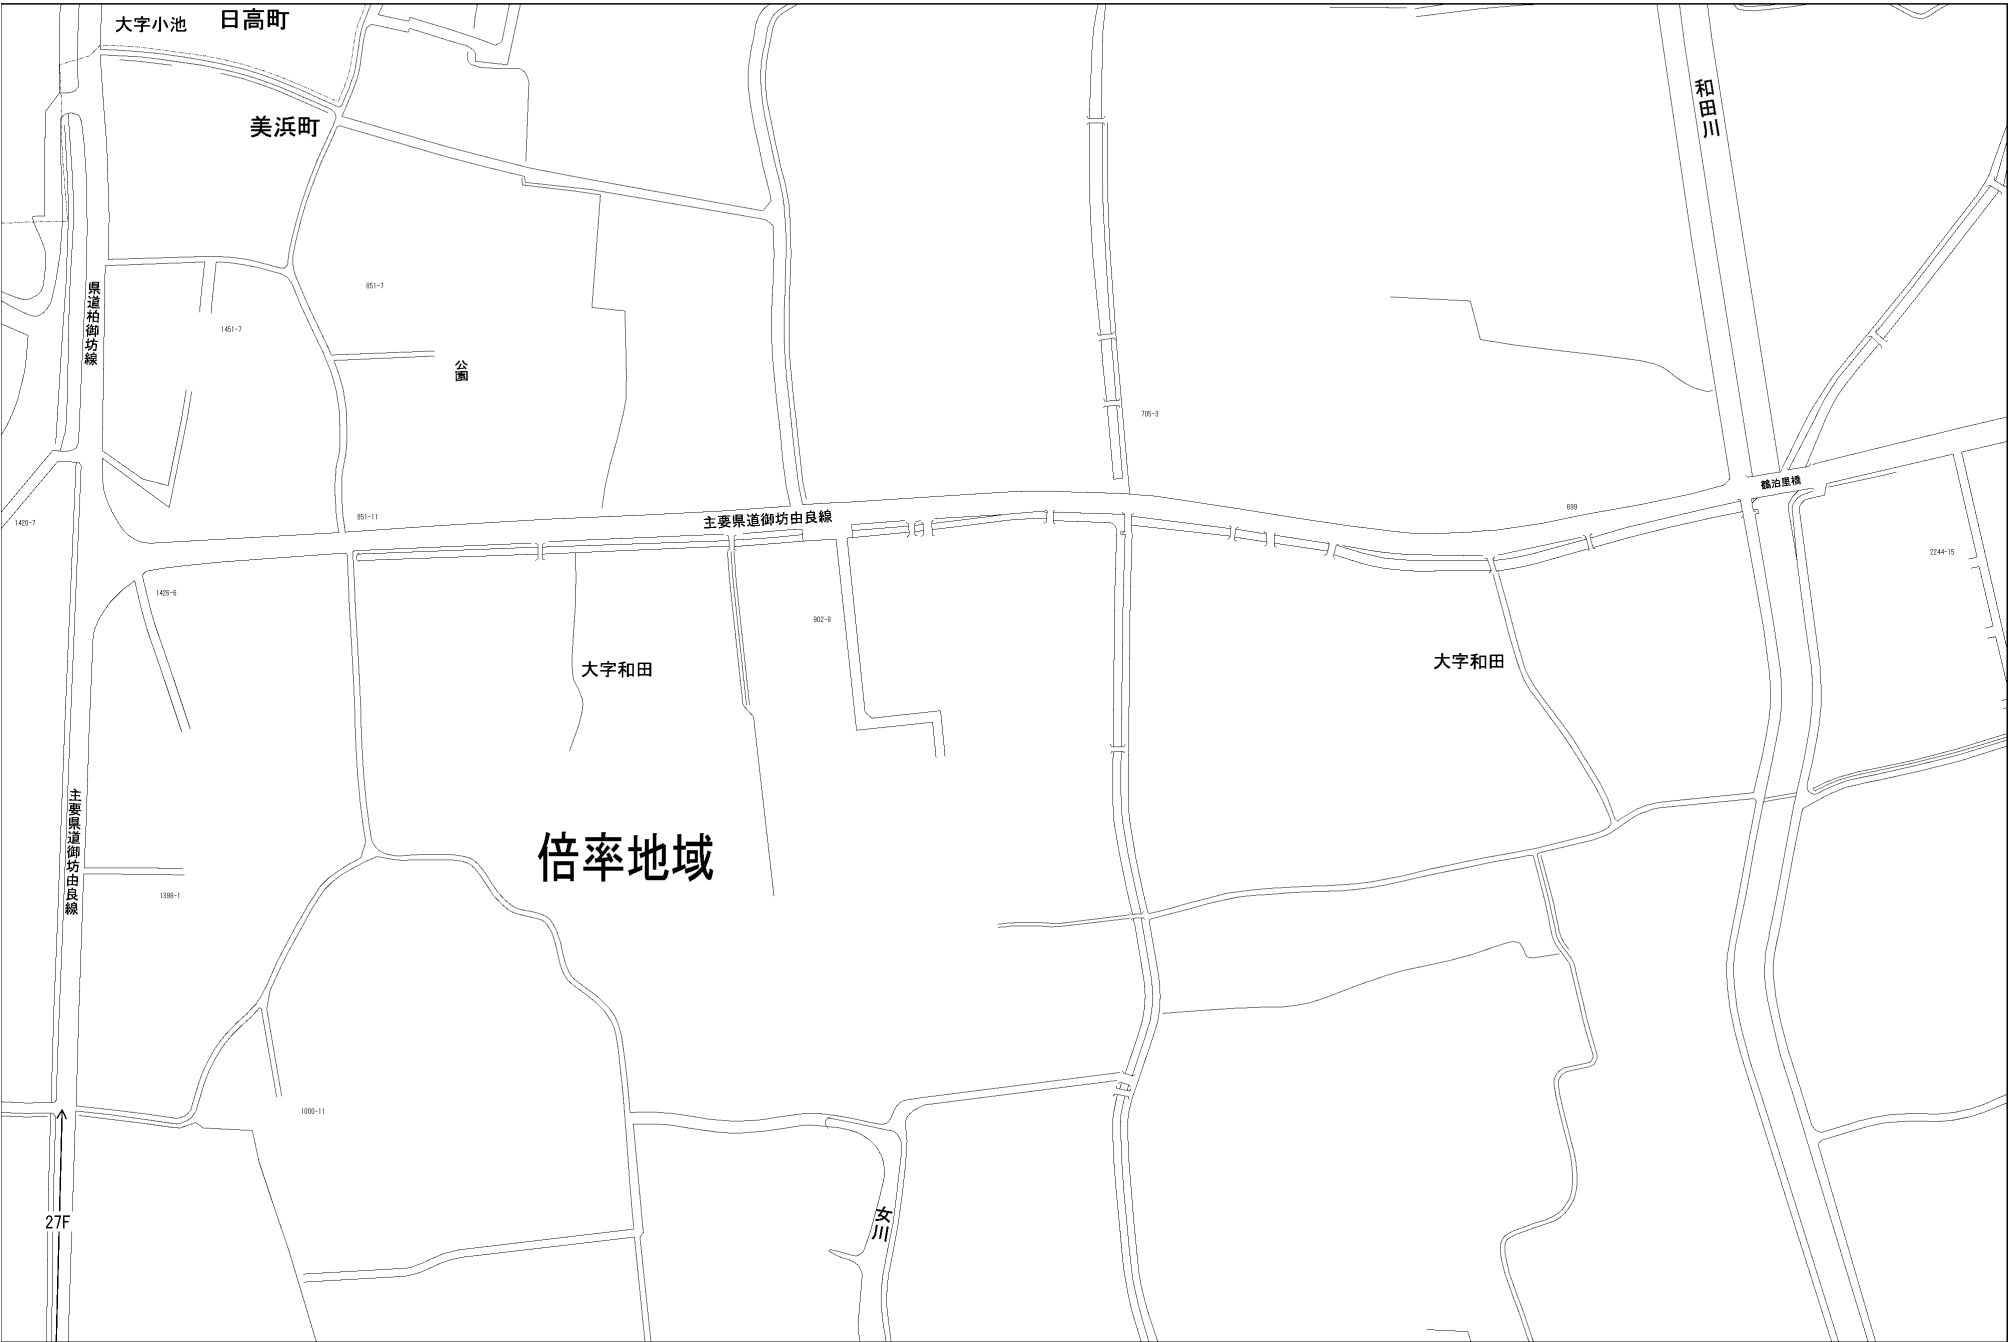 大字小池
日高町
美浜町
和田川
県道柏御坊線
851-7
1451-7
公園
705-3
鶴泊里橋
699
851-11
主要県道御坊由良線
1420-7
2244-15
1426-6
902-8
大字和田
大字和田
主要県道御坊由良線
倍率地域
1398-1
1000-11
27F
女川